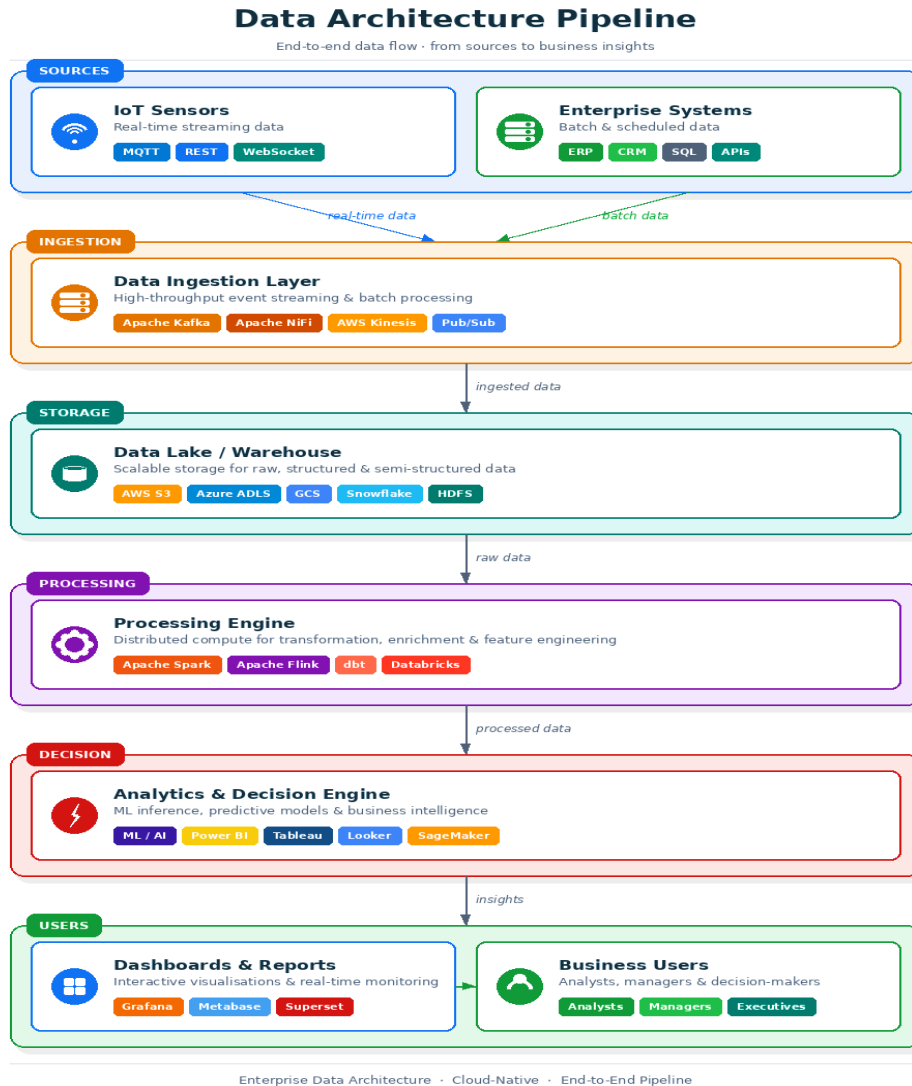 Data Architecture Pipeline
End-to-end data flow · from sources to business insights
SOURCES
IoT Sensors
Real-time streaming data
MQTT REST WebSocket
Enterprise Systems
Batch & scheduled data
ERP CRM SQL APIs
real-time data
batch data
INGESTION
Data Ingestion Layer
High-throughput event streaming & batch processing
Apache Kafka Apache NiFi AWS Kinesis Pub/Sub
ingested data
STORAGE
Data Lake / Warehouse
Scalable storage for raw, structured & semi-structured data
AWS S3 Azure ADLS GCS Snowflake HDFS
raw data
PROCESSING
Processing Engine
Distributed compute for transformation, enrichment & feature engineering
Apache Spark Apache Flink dbt Databricks
processed data
DECISION
Analytics & Decision Engine
ML inference, predictive models & business intelligence
ML / AI Power BI Tableau Looker SageMaker
insights
USERS
Dashboards & Reports
Interactive visualisations & real-time monitoring
Grafana Metabase Superset
Business Users
Analysts, managers & decision-makers
Analysts Managers Executives
Enterprise Data Architecture · Cloud-Native · End-to-End Pipeline